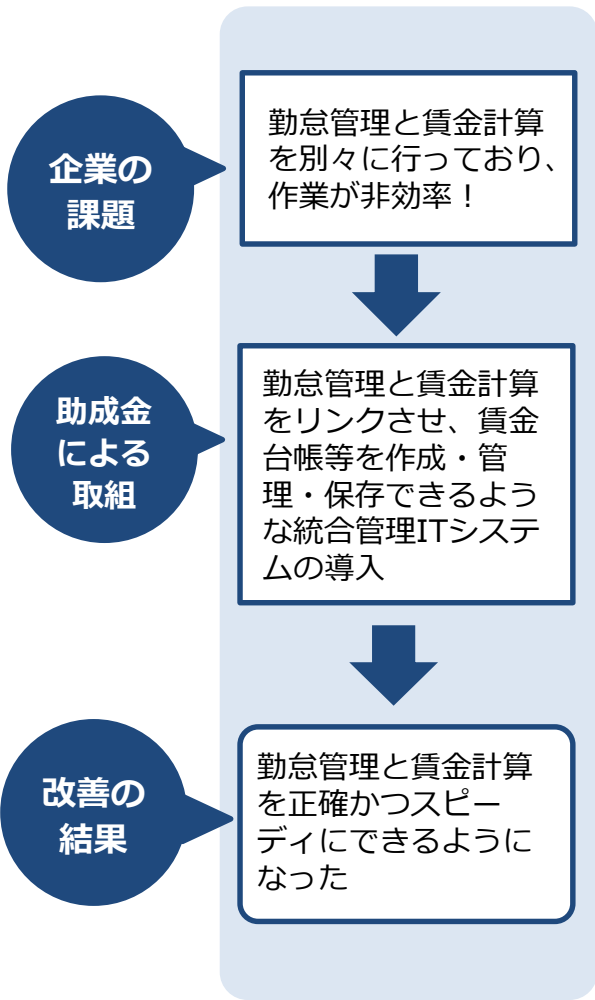 企業の
課題
勤怠管理と賃金計算
を別々に行っており、
作業が非効率！
助成金
による
取組
勤怠管理と賃金計算
をリンクさせ、賃金
台帳等を作成・管
理・保存できるよう
な統合管理ITシステ
ムの導入
改善の
結果
勤怠管理と賃金計算
を正確かつスピー
ディにできるように
なった